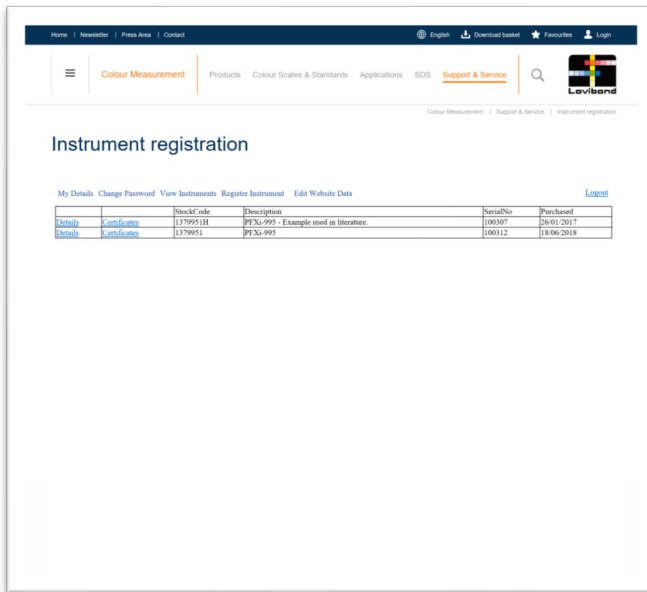 Home | Newsletter | Press Area | Contact English Download basket Favourites Login
Colour Measurement Products Colour Scales & Standards Applications SDS Support & Service Lovibond
Colour Measurement | Support & Service | Instrument registration
Instrument registration
My Details Change Password View Instruments Register Instrument Edit Website Data Logout
StockCode Description SerialNo Purchased
Details Certificates 1379951H PFXi-995 - Example used in literature. 100307 26/01/2017
Details Certificates 1379951 PFXi-995 100312 18/06/2018